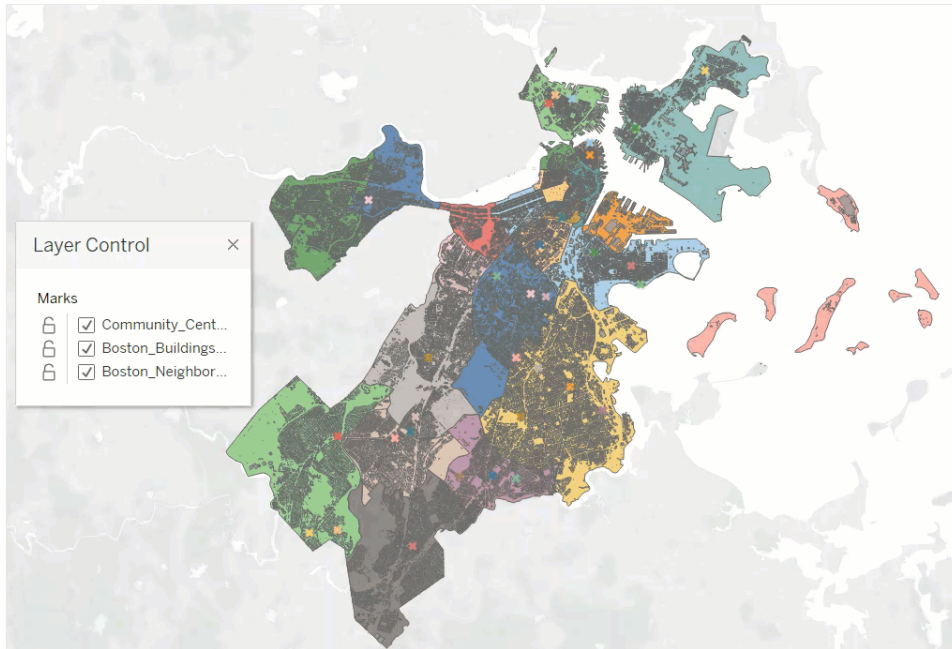 Layer Control
Marks
Community_Cent...
Boston_Buildings...
Boston_Neighbor...